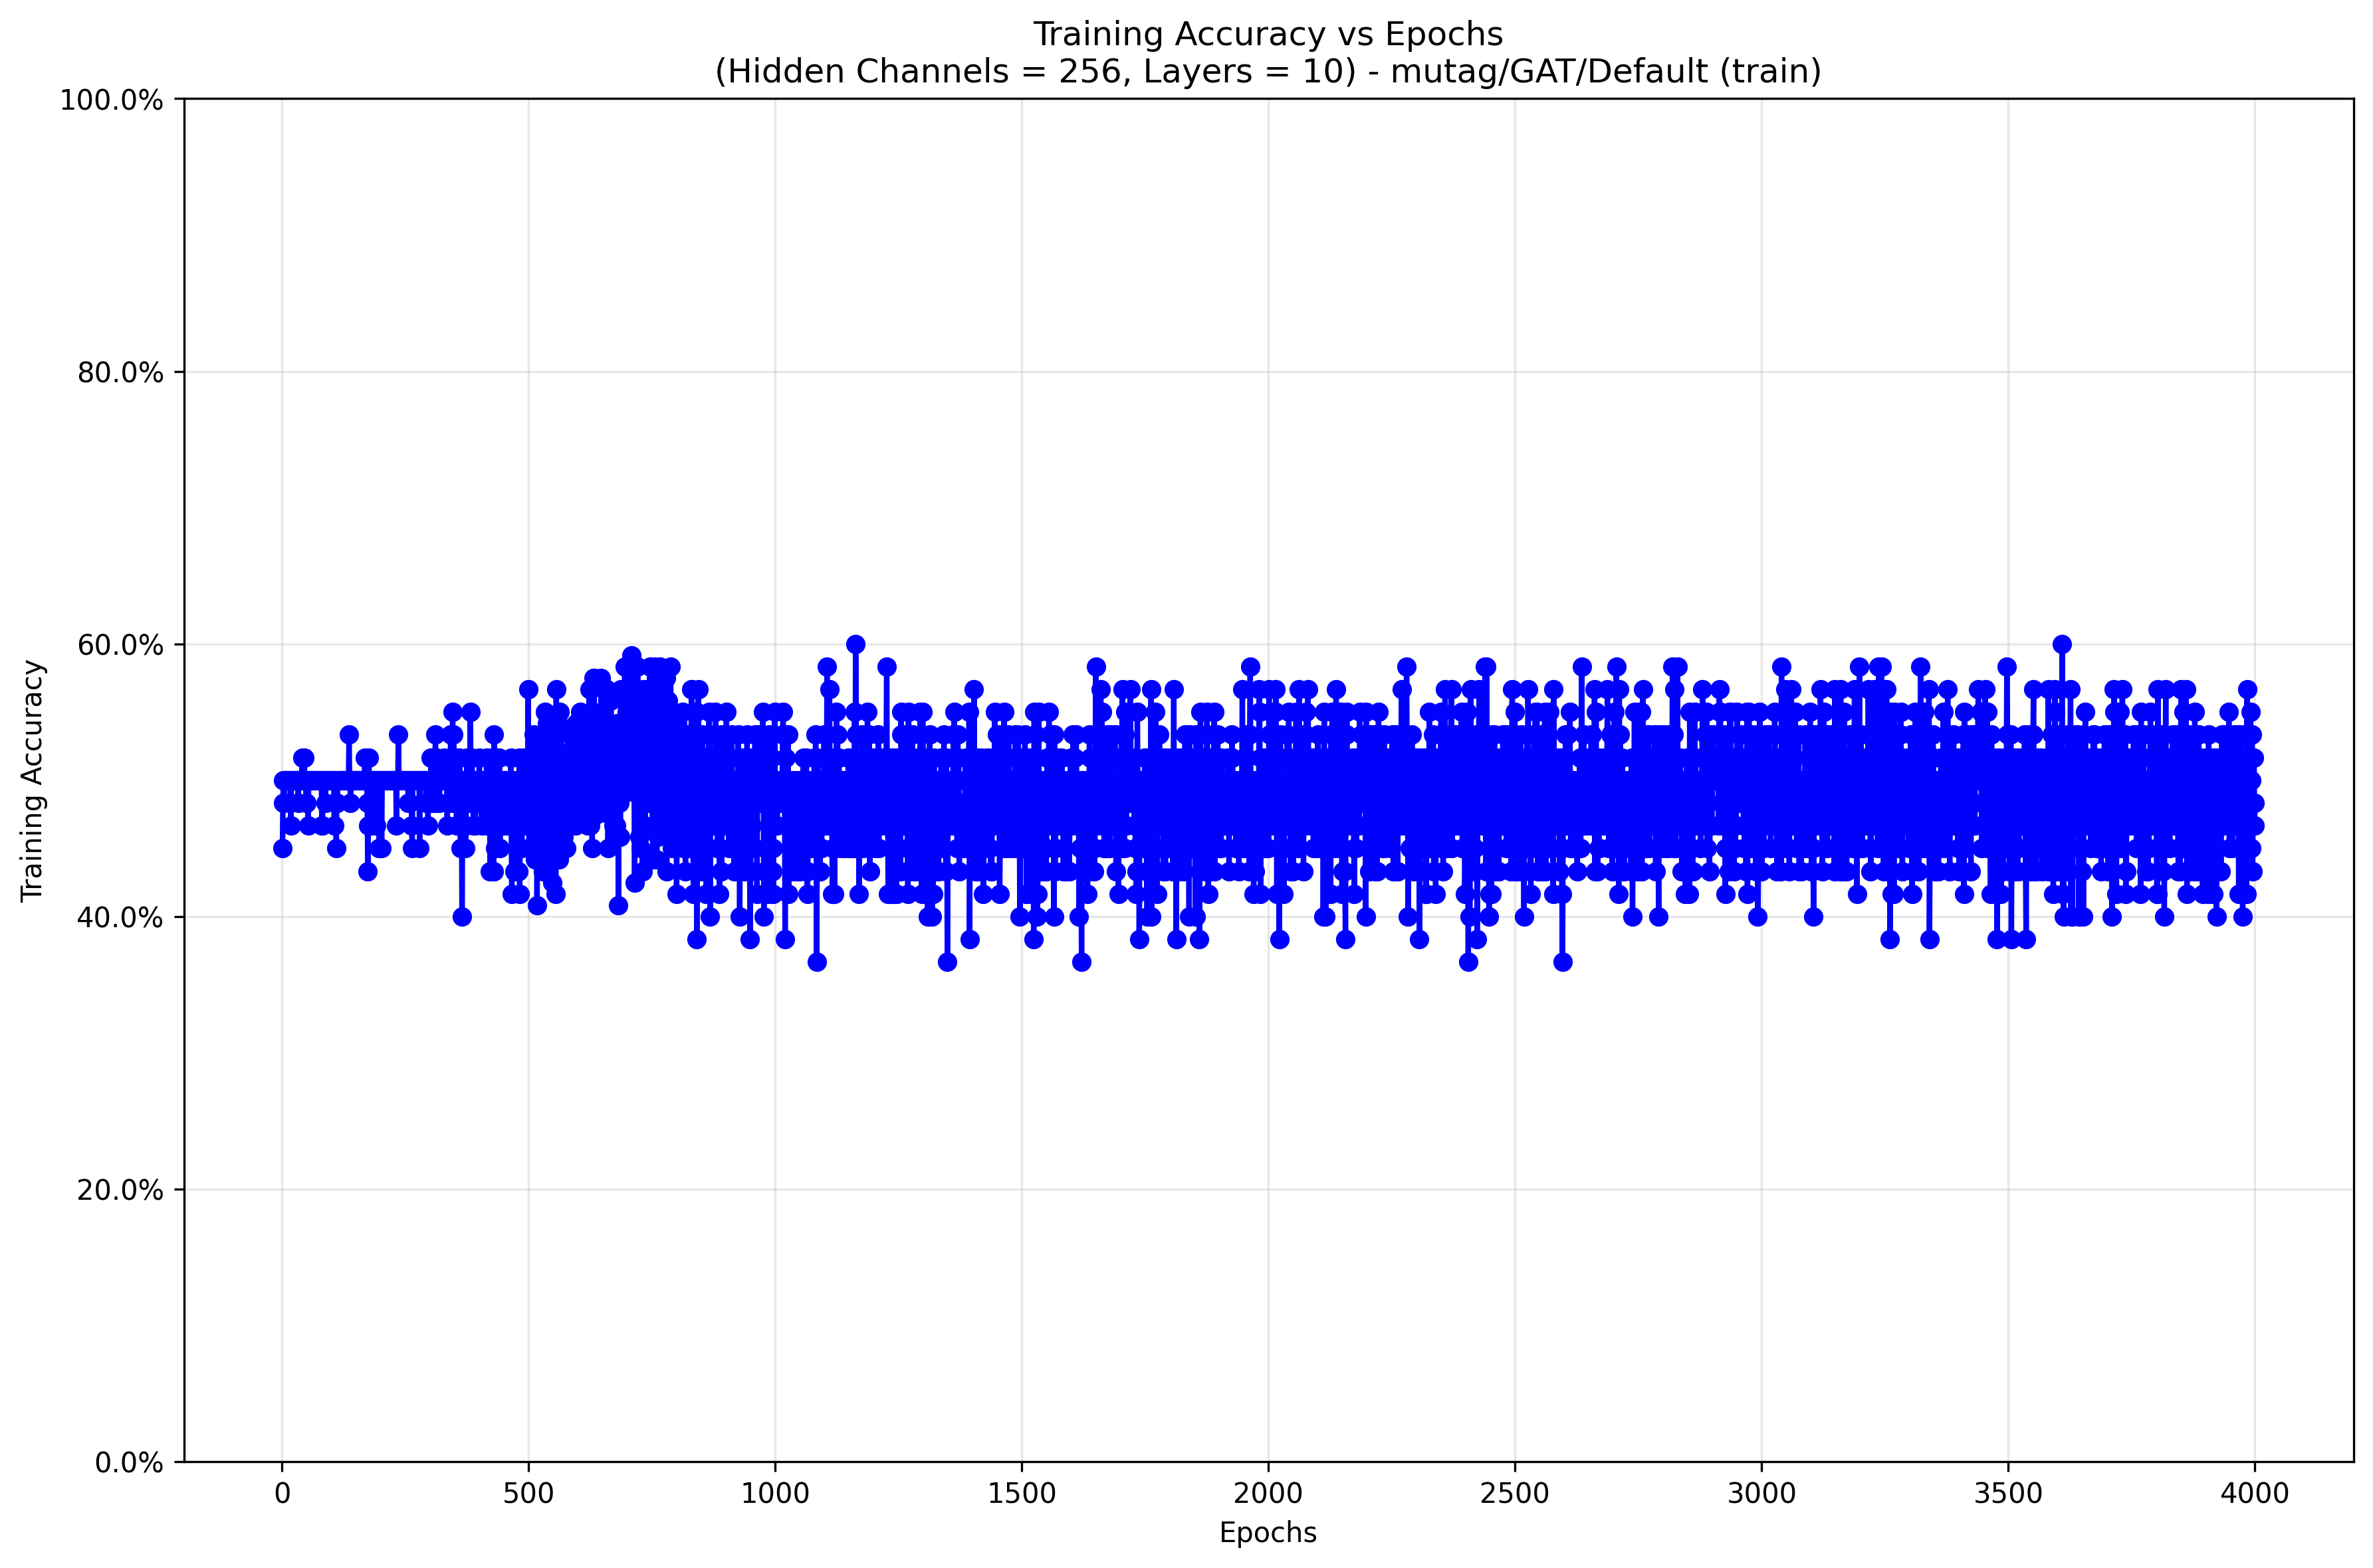 Training Accuracy vs Epochs
(Hidden Channels = 256, Layers = 10) - mutag/GAT/Default (train)
100.0%
80.0%
60.0%
40.0%
20.0%
0.0%
Training Accuracy
0 500 1000 1500 2000 2500 3000 3500 4000
Epochs